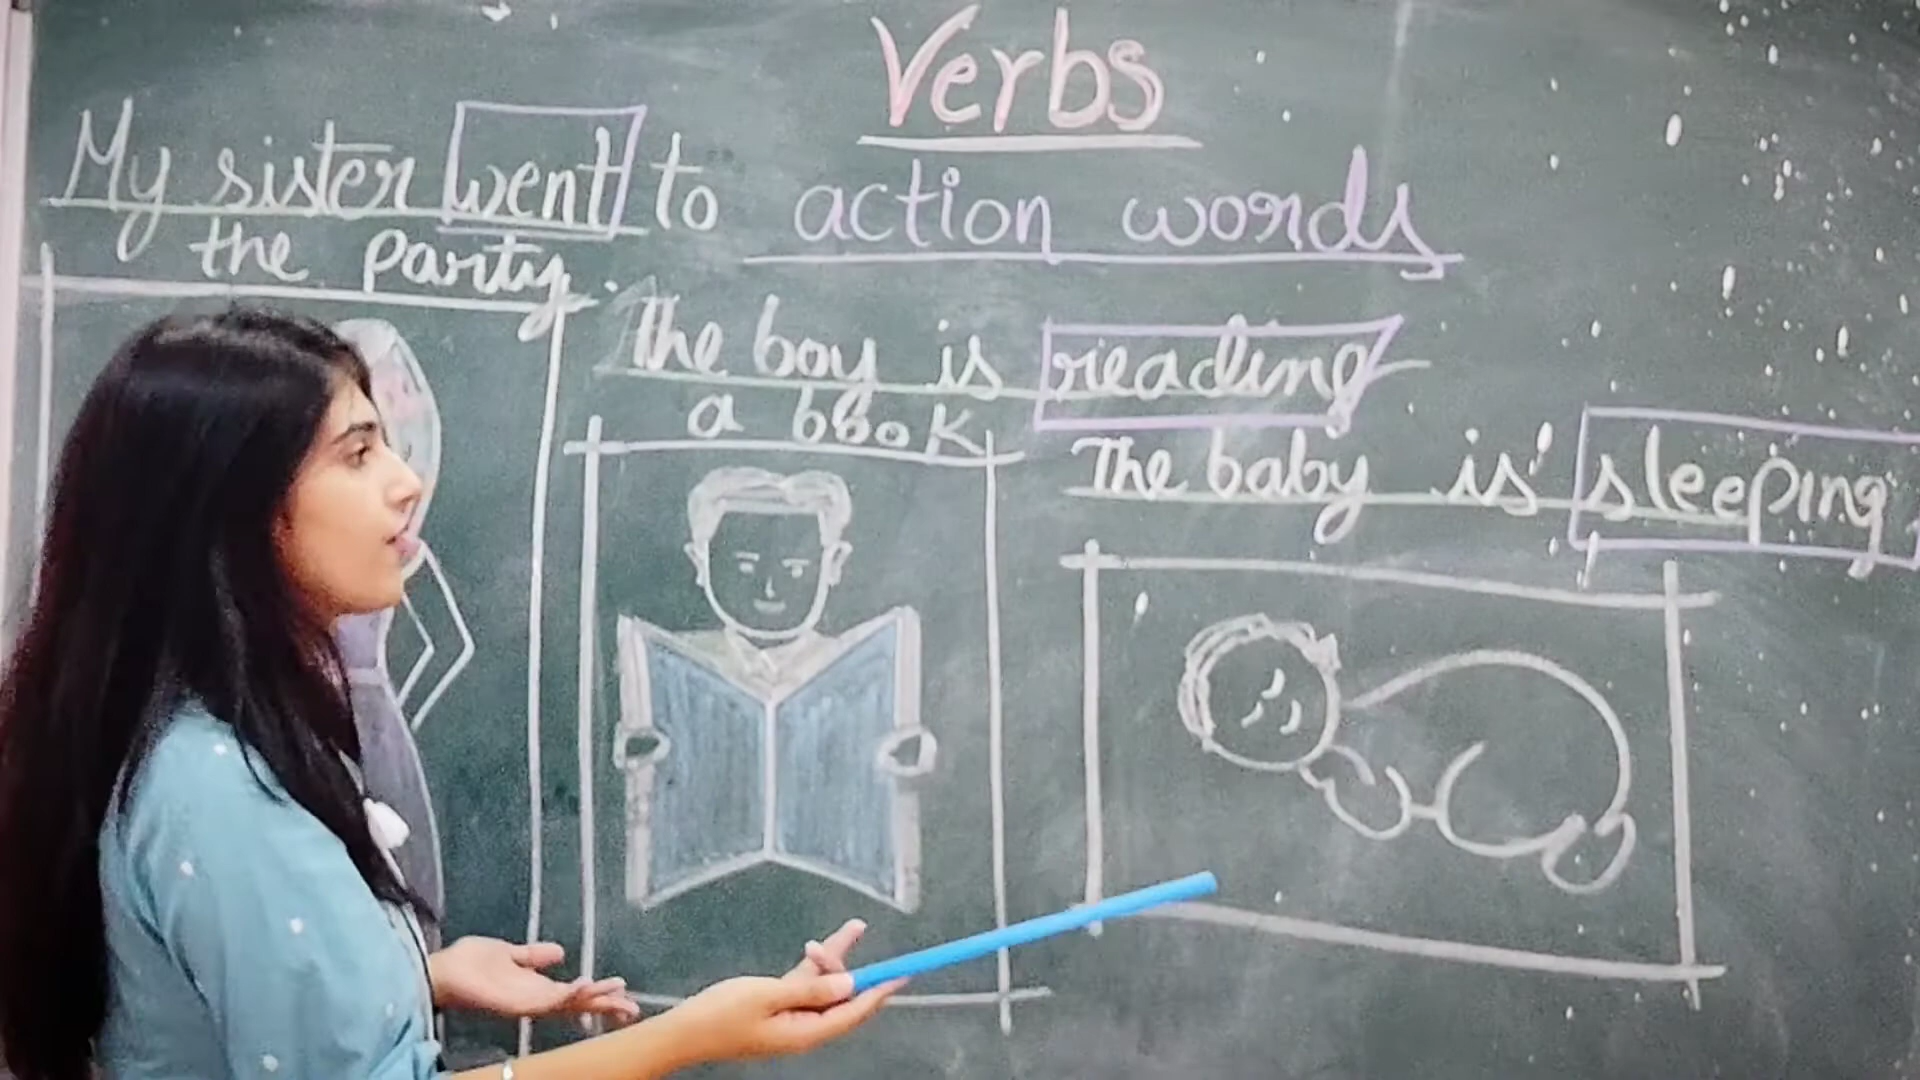 Verbs
action words
My sister went to
the party.
The boy is reading
a book
The baby is sleeping.